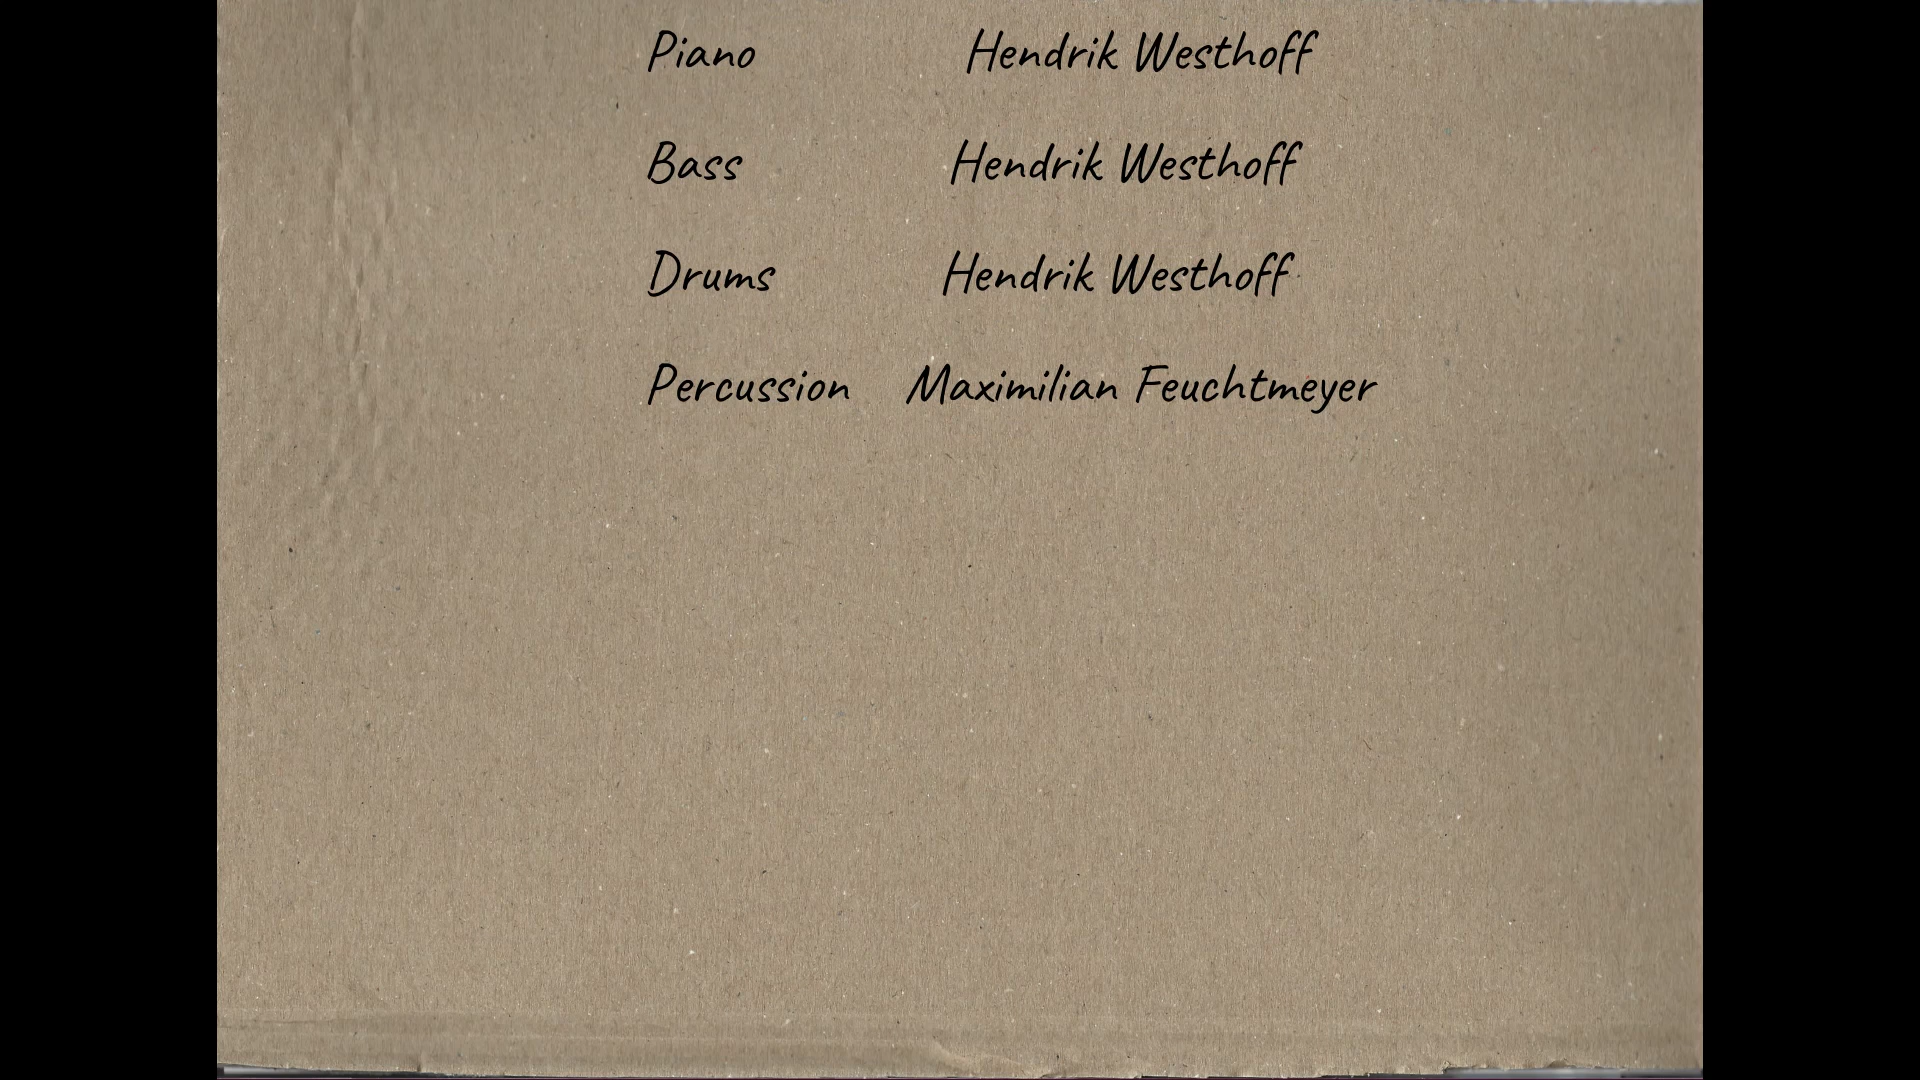 Piano Hendrik Westhoff
Bass Hendrik Westhoff
Drums Hendrik Westhoff
Percussion Maximilian Feuchtmeyer